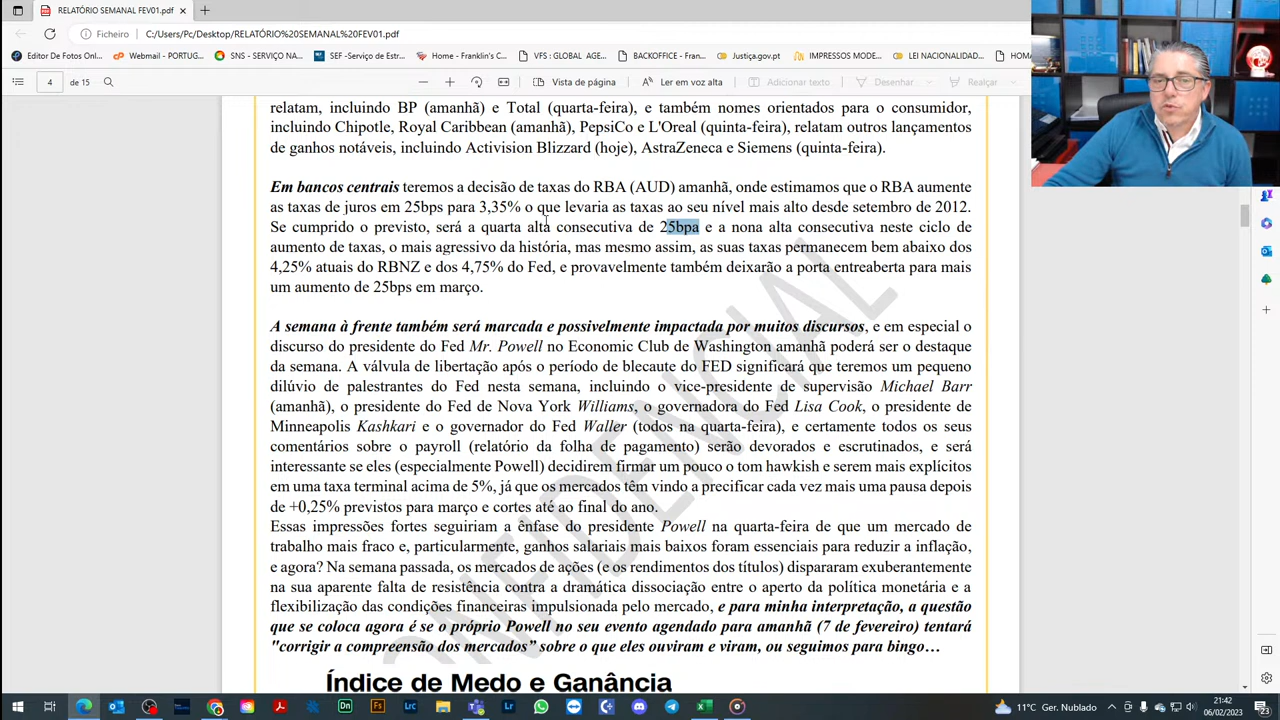 RELATÓRIO SEMANAL FEV01.pdf
Ficheiro C:/Users/Pc/Desktop/RELATÓRIO%20SEMANAL%20FEV01.pdf
Editor De Fotos Onl... Webmail - PORTMAIL... SNS - SERVIÇO NA... SEF -Serviço de Estr... Home - Franklin's C... VFS : GLOBAL AGE... BACKOFFICE - HOM... Justiça.gov.pt IMPRESSOS MODE... LEI NACIONALIDAD...
4 de 15 Vista de página Ler em voz alta Adicionar texto Desenhar Realçar
relatam, incluindo BP (amanhã) e Total (quarta-feira), e também nomes orientados para o consumidor,
incluindo Chipotle, Royal Caribbean (amanhã), PepsiCo e L'Oreal (quinta-feira), relatam outros lançamentos
de ganhos notáveis, incluindo Activision Blizzard (hoje), AstraZeneca e Siemens (quinta-feira).
Em bancos centrais teremos a decisão de taxas do RBA (AUD) amanhã, onde estimamos que o RBA aumente
as taxas de juros em 25bps para 3,35% o que levaria as taxas ao seu nível mais alto desde setembro de 2012.
Se cumprido o previsto, será a quarta alta consecutiva de 25bpa e a nona alta consecutiva neste ciclo de
aumento de taxas, o mais agressivo da história, mas mesmo assim, as suas taxas permanecem bem abaixo dos
4,25% atuais do RBNZ e dos 4,75% do Fed, e provavelmente também deixarão a porta entreaberta para mais
um aumento de 25bps em março.
A semana à frente também será marcada e possivelmente impactada por muitos discursos, e em especial o
discurso do presidente do Fed Mr. Powell no Economic Club de Washington amanhã poderá ser o destaque
da semana. A válvula de libertação após o período de blecaute do FED significará que teremos um pequeno
dilúvio de palestrantes do Fed nesta semana, incluindo o vice-presidente de supervisão Michael Barr
(amanhã), o presidente do Fed de Nova York Williams, o governadora do Fed Lisa Cook, o presidente de
Minneapolis Kashkari e o governador do Fed Waller (todos na quarta-feira), e certamente todos os seus
comentários sobre o payroll (relatório da folha de pagamento) serão devorados e escrutinados, e será
interessante se eles (especialmente Powell) decidirem firmar um pouco o tom hawkish e serem mais explícitos
em uma taxa terminal acima de 5%, já que os mercados têm vindo a precificar cada vez mais uma pausa depois
de +0,25% previstos para março e cortes até ao final do ano.
Essas impressões fortes seguiriam a ênfase do presidente Powell na quarta-feira de que um mercado de
trabalho mais fraco e, particularmente, ganhos salariais mais baixos foram essenciais para reduzir a inflação,
e agora? Na semana passada, os mercados de ações (e os rendimentos dos títulos) dispararam exuberantemente
na sua aparente falta de resistência contra a dramática dissociação entre o aperto da política monetária e a
flexibilização das condições financeiras impulsionada pelo mercado, e para minha interpretação, a questão
que se coloca agora é se o próprio Powell no seu evento agendado para amanhã (7 de fevereiro) tentará
"corrigir a compreensão dos mercados” sobre o que eles ouviram e viram, ou seguimos para bingo…
CONFIDENCIAL
Índice de Medo e Ganância
11°C Ger. Nublado 21:42
06/02/2023